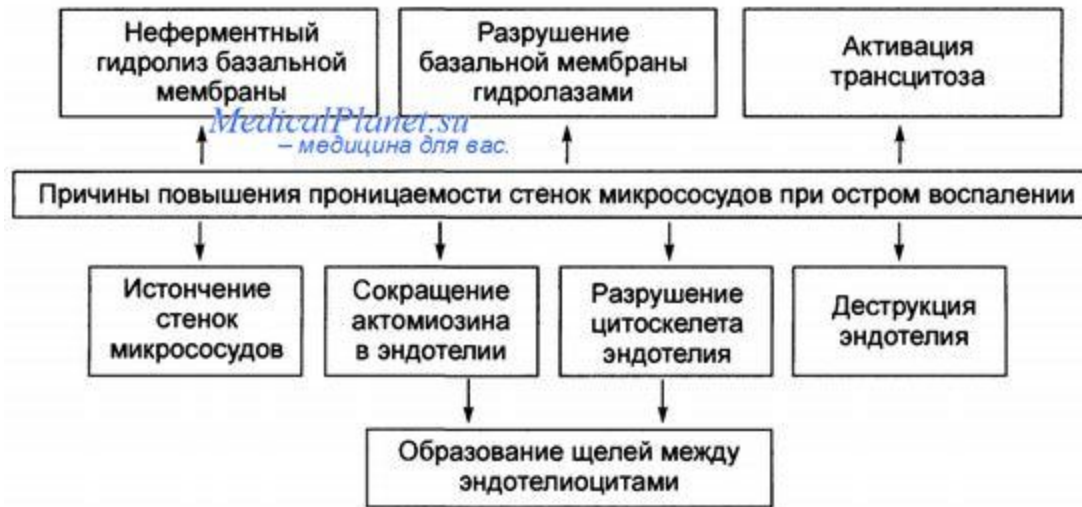 Неферментный
гидролиз базальной
мембраны
Разрушение
базальной мембраны
гидролазами
Активация
трансцитоза
MedicalPlanet.su
– медицина для вас.
Причины повышения проницаемости стенок микрососудов при остром воспалении
Истончение
стенок
микрососудов
Сокращение
актомиозина
в эндотелии
Разрушение
цитоскелета
эндотелия
Деструкция
эндотелия
Образование щелей между
эндотелиоцитами